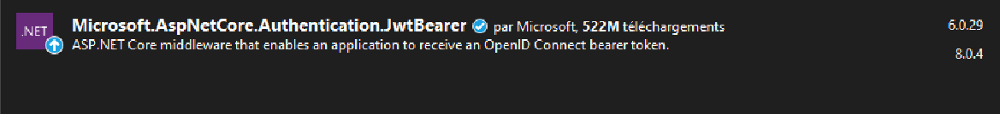 .NET
Microsoft.AspNetCore.Authentication.JwtBearer par Microsoft, 522M téléchargements 6.0.29
ASP.NET Core middleware that enables an application to receive an OpenID Connect bearer token.
8.0.4